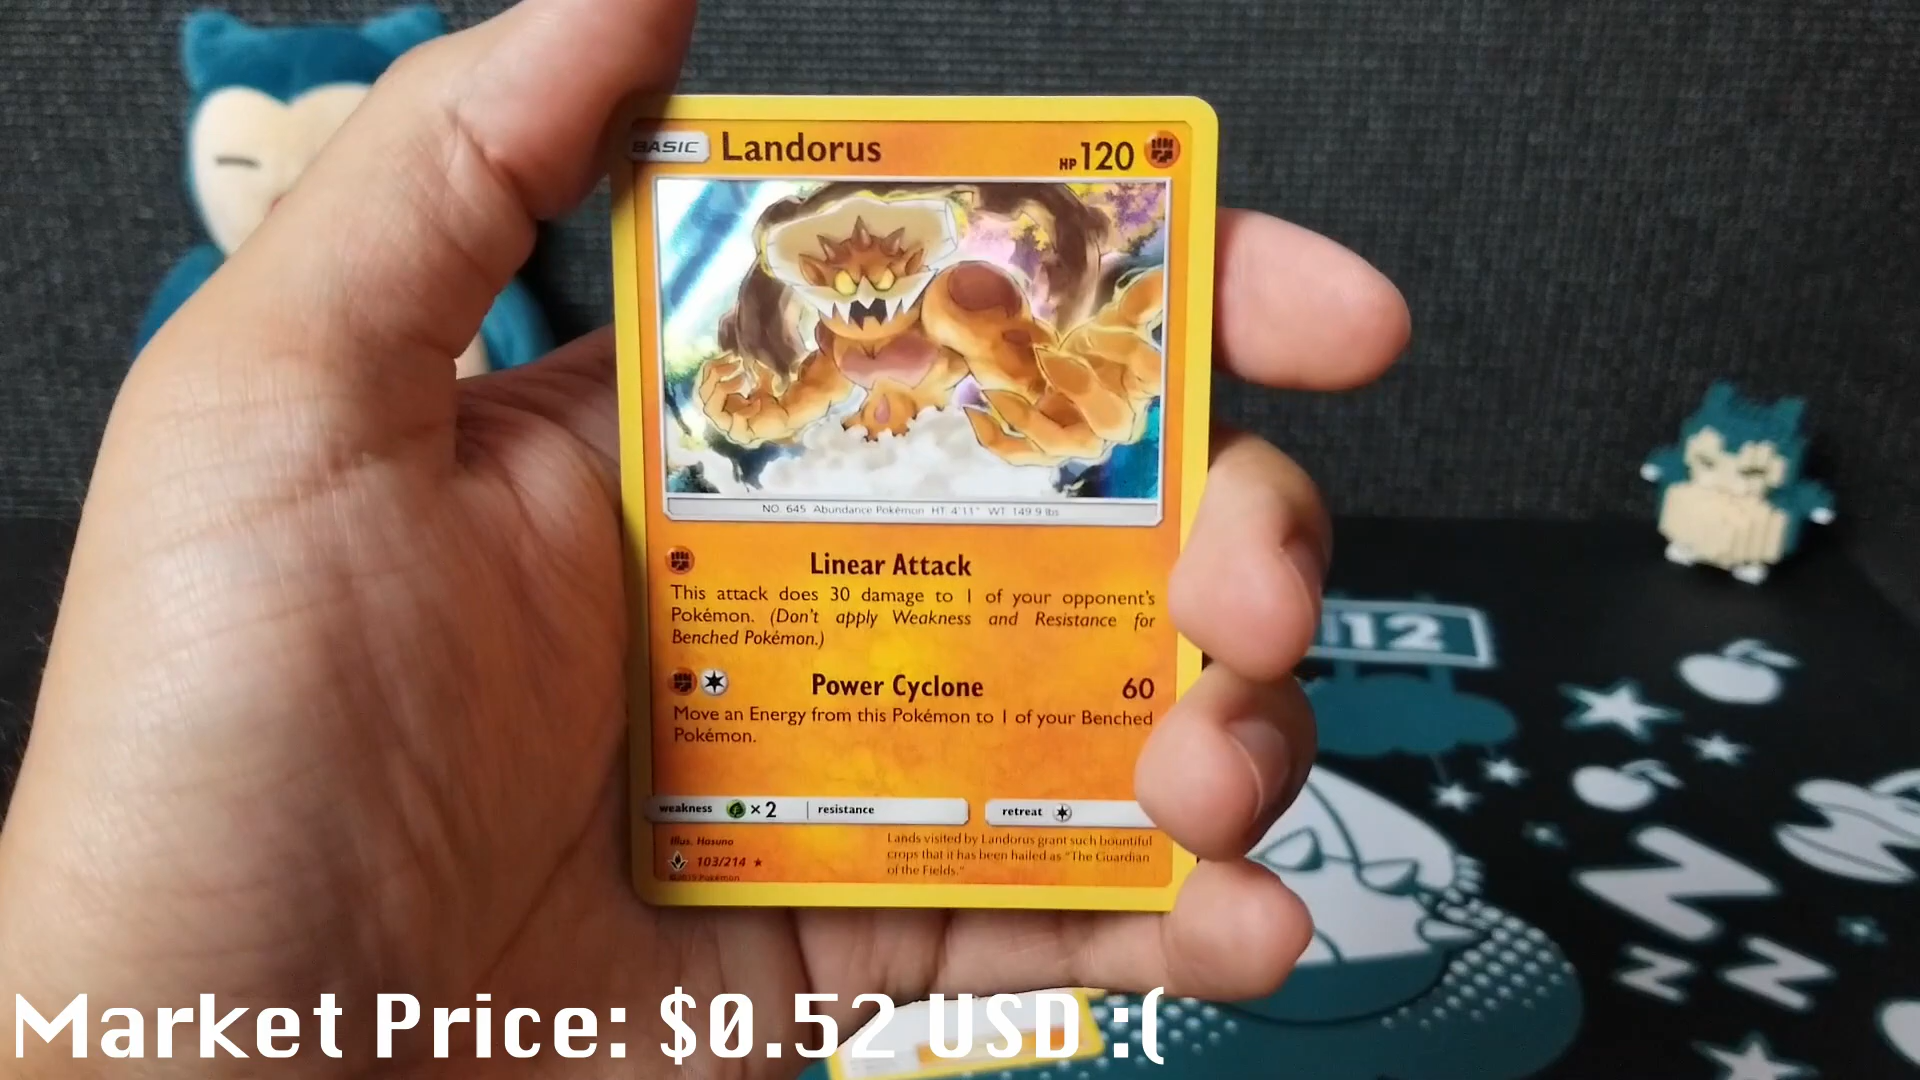 BASIC Landorus HP 120
NO. 645 Abundance Pokémon HT 4'11" WT 149.9 lbs
Linear Attack
This attack does 30 damage to 1 of your opponent's
Pokémon. (Don't apply Weakness and Resistance for
Benched Pokémon.)
Power Cyclone 60
Move an Energy from this Pokémon to 1 of your Benched
Pokémon.
weakness × 2 resistance retreat
Illus. Hasuno
103/214
©2019 Pokémon
Lands visited by Landorus grant such bountiful
crops that it has been hailed as "The Guardian
of the Fields."
12
Z
Z
Z
Market Price: $0.52 USD :(